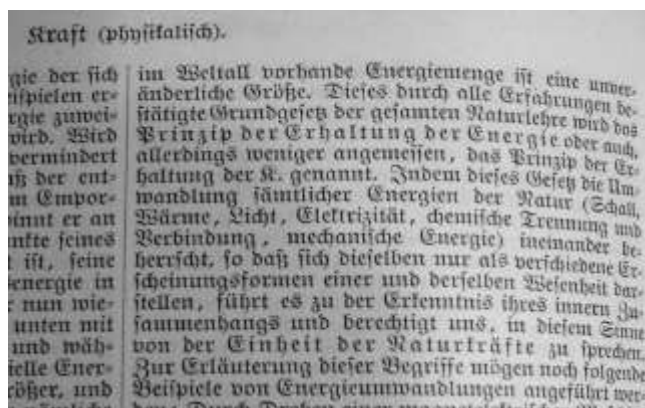 Kraft (physikalisch).
gie der sich
eispielen er-
rgie zuwei-
vird. Wird
vermindert
ß der ent-
m Empor-
innt er an
nkte seines
t ist, seine
senergie in
r nun wie-
unten mit
und wäh-
ielle Ener-
rößer, und
im Weltall vorhande Energiemenge ist eine unver-
änderliche Größe. Dieses durch alle Erfahrungen be-
stätigte Grundgesetz der gesamten Naturlehre wird das
Prinzip der Erhaltung der Energie oder auch,
allerdings weniger angemessen, das Prinzip der Er-
haltung der K. genannt. Indem dieses Gesetz die Um-
wandlung sämtlicher Energien der Natur (Schall,
Wärme, Licht, Elektrizität, chemische Trennung und
Verbindung, mechanische Energie) ineinander be-
herrscht, so daß sich dieselben nur als verschiedene Er-
scheinungsformen einer und derselben Wesenheit dar-
stellen, führt es zu der Erkenntnis ihres innern Zu-
sammenhangs und berechtigt uns, in diesem Sinne
von der Einheit der Naturkräfte zu sprechen.
Zur Erläuterung dieser Begriffe mögen noch folgende
Beispiele von Energieumwandlungen angeführt wer-